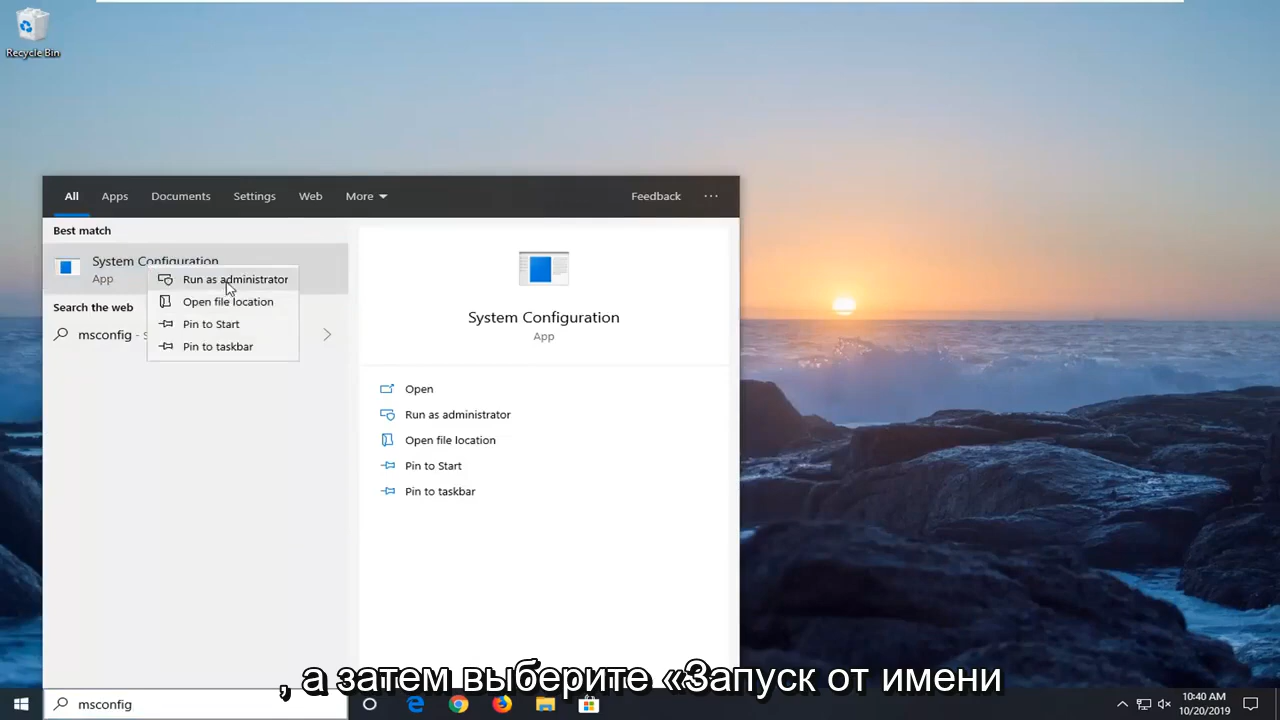 Recycle Bin
All Apps Documents Settings Web More Feedback ···
Best match
System Configuration
App
Search the web
msconfig - S
Run as administrator
Open file location
Pin to Start
Pin to taskbar
System Configuration
App
Open
Run as administrator
Open file location
Pin to Start
Pin to taskbar
, а затем выберите «Запуск от имени
msconfig
10:40 AM
10/20/2019